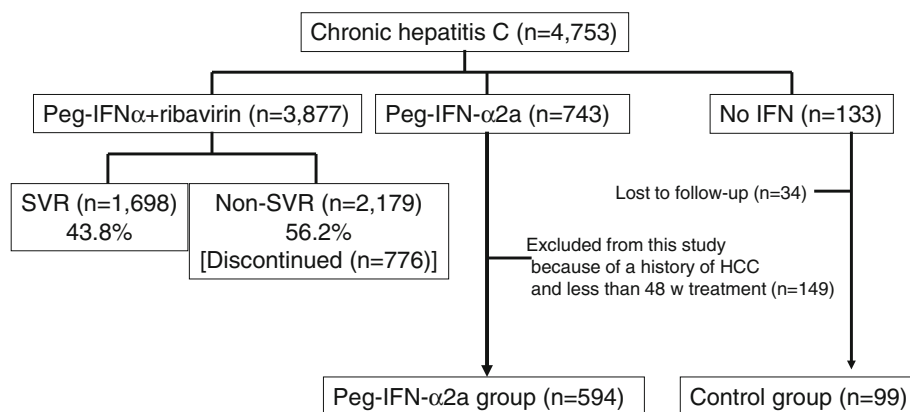 Chronic hepatitis C (n=4,753)
Peg-IFNα+ribavirin (n=3,877)
Peg-IFN-α2a (n=743)
No IFN (n=133)
SVR (n=1,698)
43.8%
Non-SVR (n=2,179)
56.2%
[Discontinued (n=776)]
Lost to follow-up (n=34)
Excluded from this study
because of a history of HCC
and less than 48 w treatment (n=149)
Peg-IFN-α2a group (n=594)
Control group (n=99)